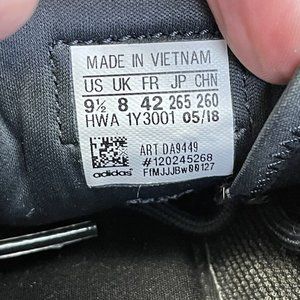 MADE IN VIETNAM
US UK FR JP CHN
9½ 8 42 265 260
HWA 1Y3001 05/18
ART DA9449
#120245268
adidas FfMJJJBw00127